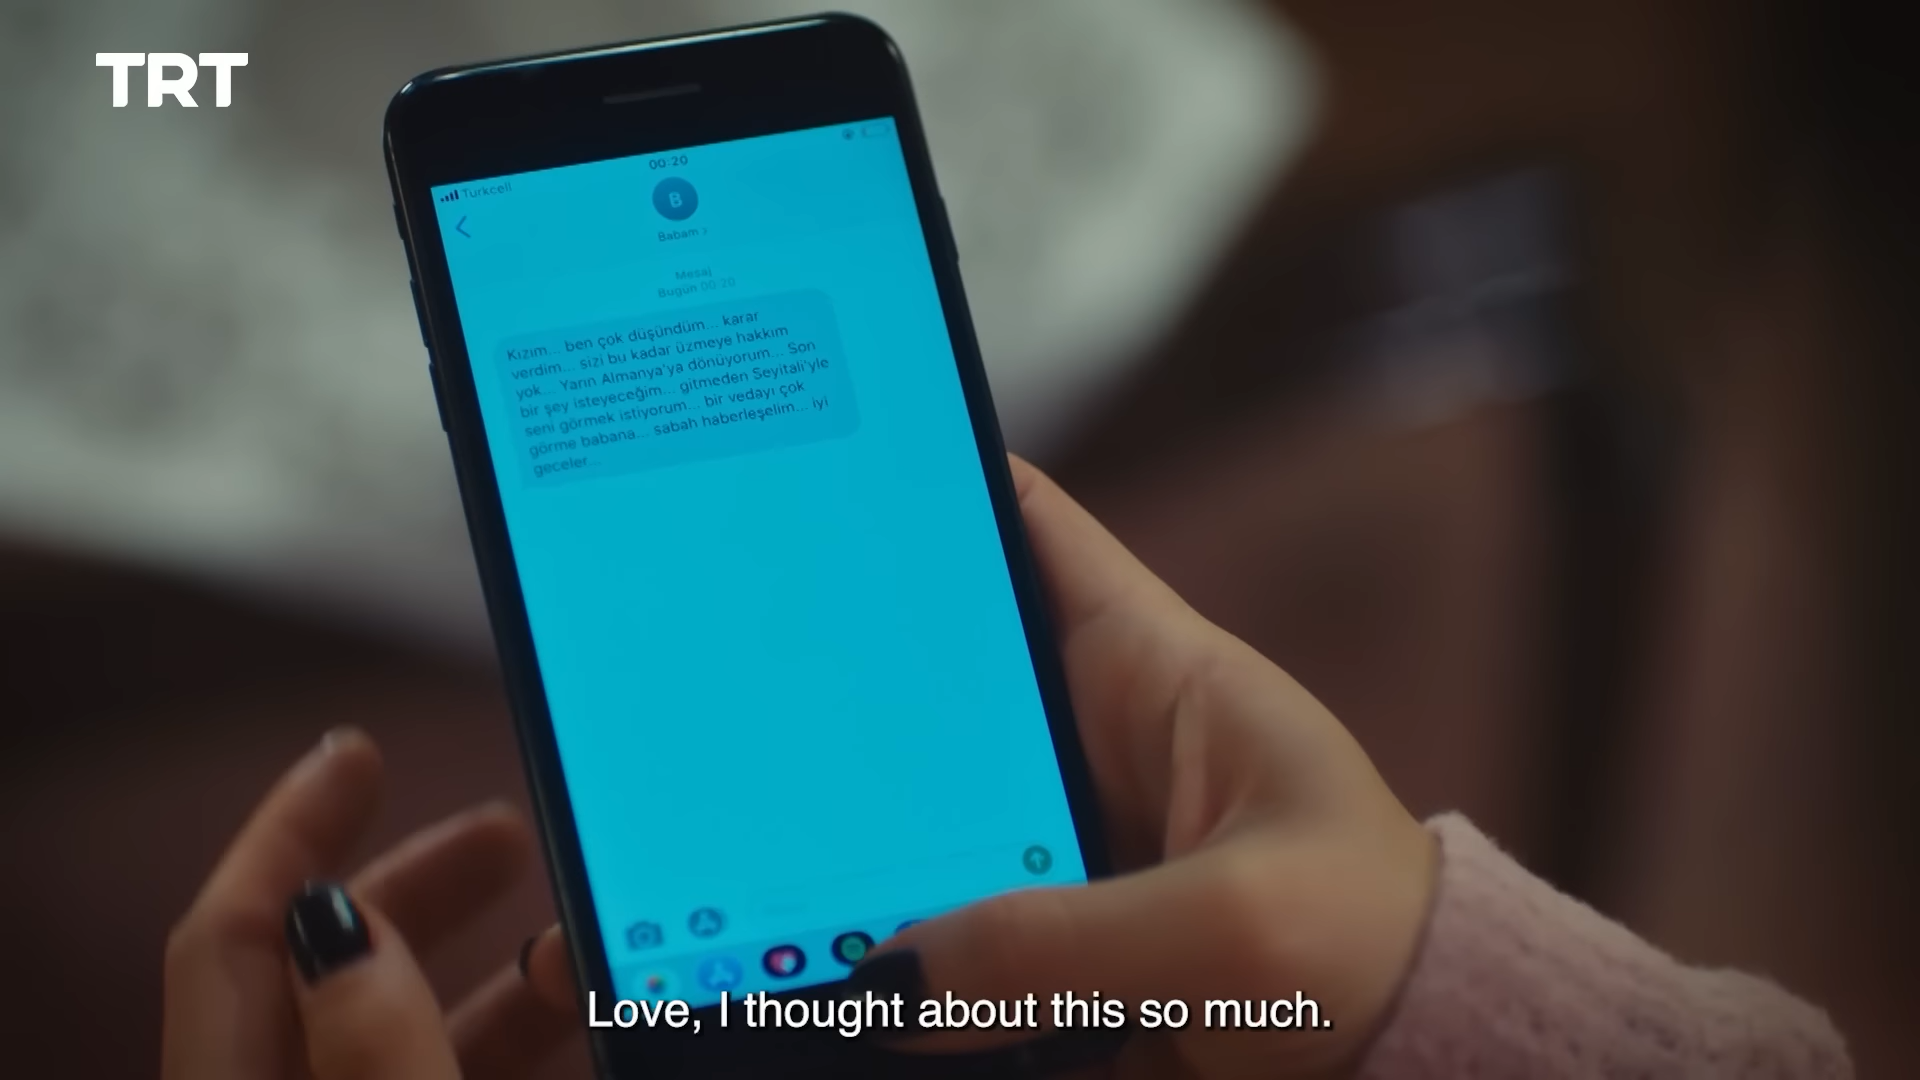 TRT
00:20
Turkcell
B
Babam >
Mesaj
Bugün 00:20
Kızım... ben çok düşündüm... karar
verdim... sizi bu kadar üzmeye hakkım
yok... Yarın Almanya'ya dönüyorum... Son
bir şey isteyeceğim... gitmeden Seyitali'yle
seni görmek istiyorum... bir vedayı çok
görme babana... sabah haberleşelim... iyi
geceler...
Love, I thought about this so much.